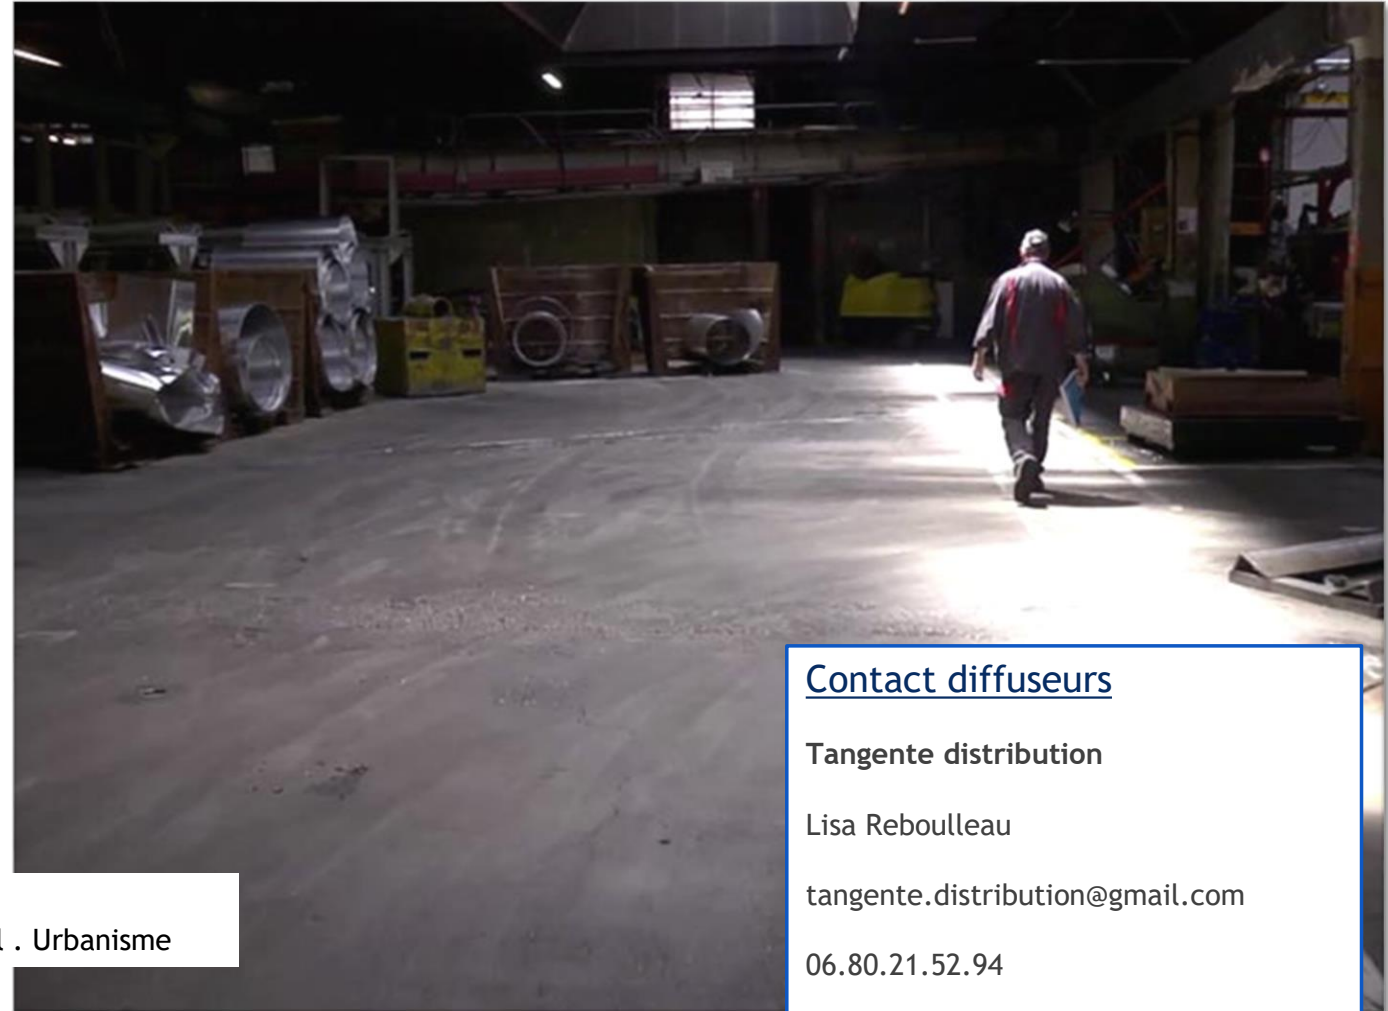 Contact diffuseurs
Tangente distribution
Lisa Reboulleau
tangente.distribution@gmail.com
06.80.21.52.94
. Urbanisme